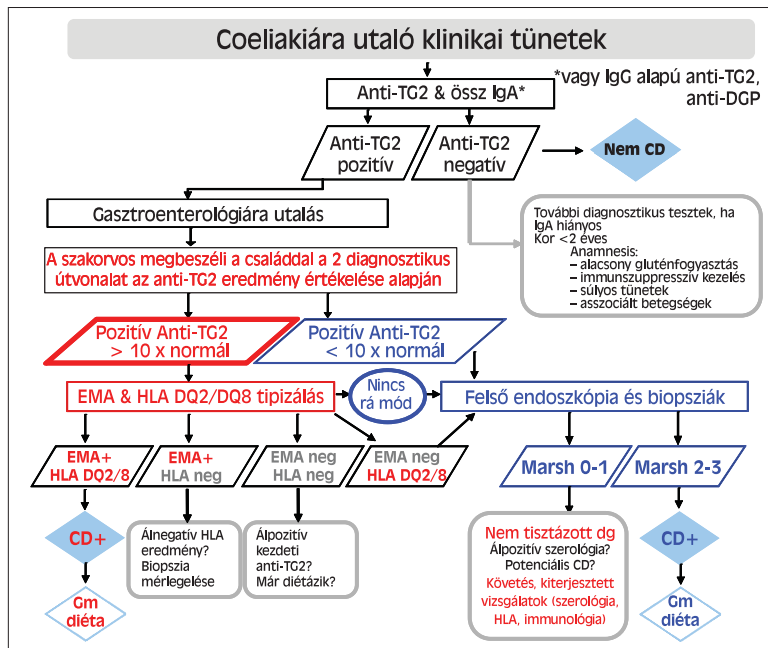 Coeliakiára utaló klinikai tünetek
Anti-TG2 & össz IgA*
*vagy IgG alapú anti-TG2,
anti-DGP
Anti-TG2
pozitív
Anti-TG2
negatív
Nem CD
Gasztroenterológiára utalás
További diagnosztikus tesztek, ha
IgA hiányos
Kor <2 éves
Anamnesis:
– alacsony gluténfogyasztás
– immunszuppresszív kezelés
– súlyos tünetek
– asszociált betegségek
A szakorvos megbeszéli a családdal a 2 diagnosztikus
útvonalat az anti-TG2 eredmény értékelése alapján
Pozitív Anti-TG2
> 10 x normál
Pozitív Anti-TG2
< 10 x normál
EMA & HLA DQ2/DQ8 tipizálás
Nincs
rá mód
Felső endoszkópia és biopsziák
EMA+
HLA DQ2/8
EMA+
HLA neg
EMA neg
HLA neg
EMA neg
HLA DQ2/8
Marsh 0-1
Marsh 2-3
CD+
Álnegatív HLA
eredmény?
Biopszia
mérlegelése
Álpozitív
kezdeti
anti-TG2?
Már diétázik?
Nem tisztázott dg
Álpozitív szerológia?
Potenciális CD?
Követés, kiterjesztett
vizsgálatok (szerológia,
HLA, immunológia)
CD+
Gm
diéta
Gm
diéta